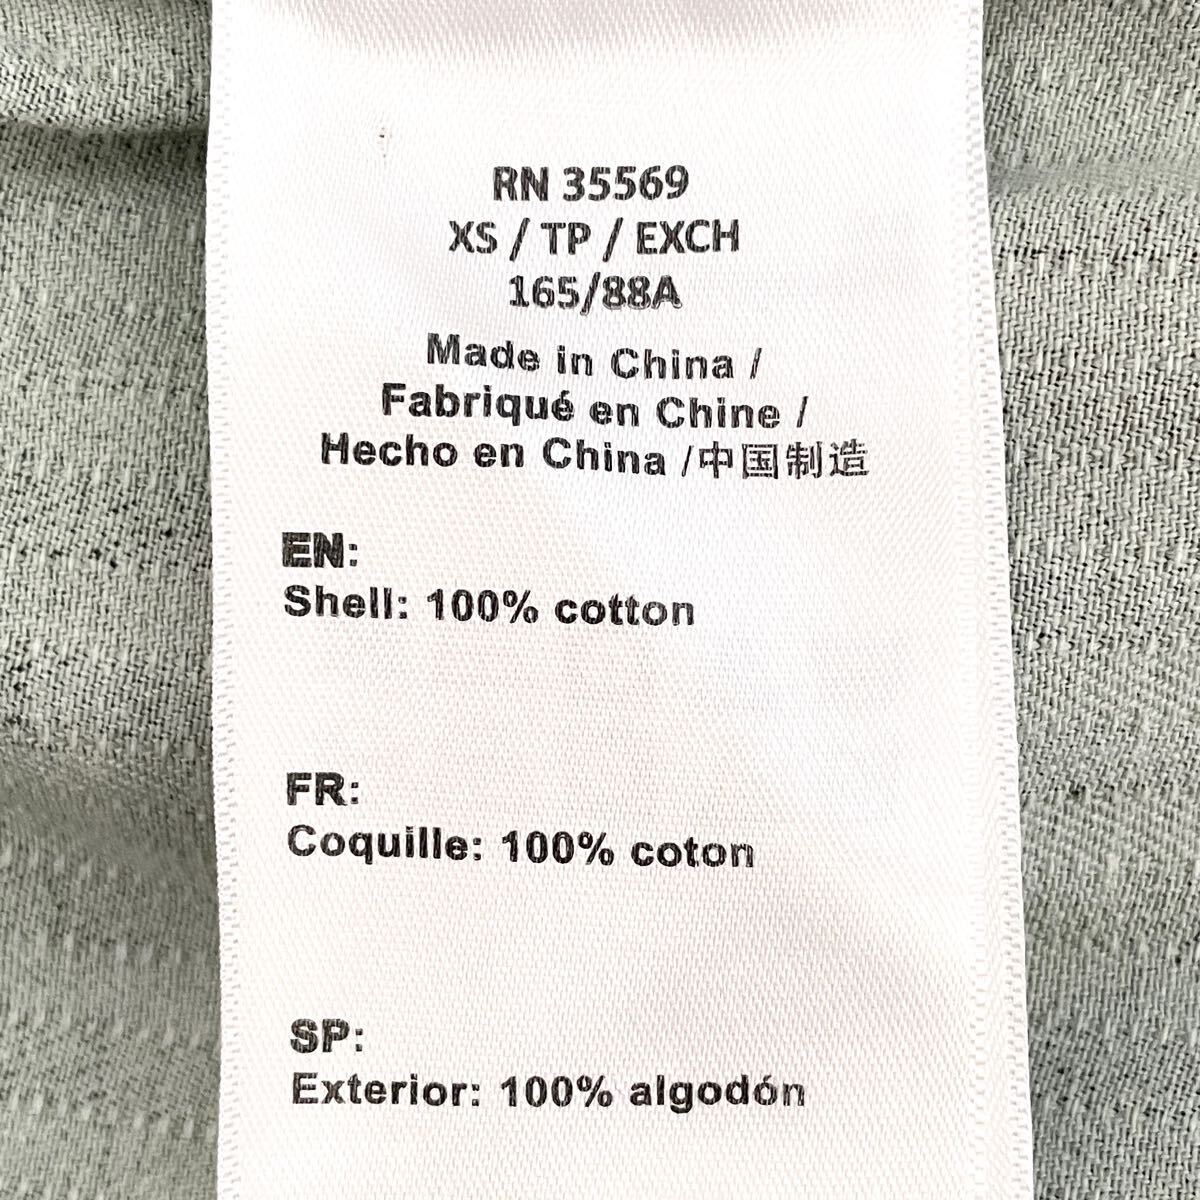 RN 35569
XS / TP / EXCH
165/88A
Made in China /
Fabriqué en Chine /
Hecho en China /中国制造
EN:
Shell: 100% cotton
FR:
Coquille: 100% coton
SP:
Exterior: 100% algodón